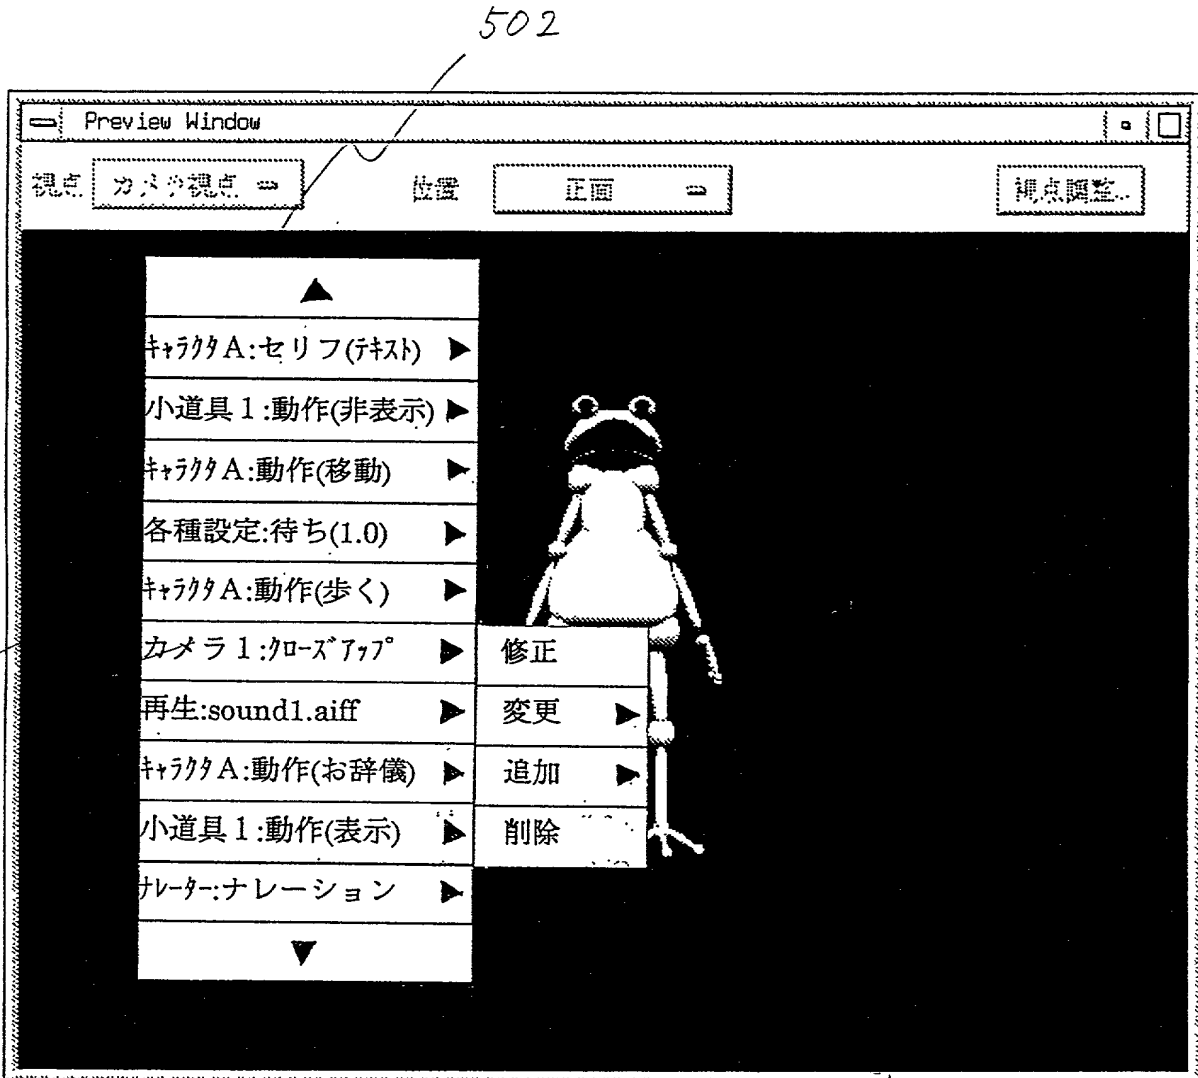 502
Preview Window
視点 カメラ視点 位置 正面 視点調整..
▲
ｷｬﾗｸﾀA:セリフ(ﾃｷｽﾄ) ▶
小道具1:動作(非表示) ▶
ｷｬﾗｸﾀA:動作(移動) ▶
各種設定:待ち(1.0) ▶
ｷｬﾗｸﾀA:動作(歩く) ▶
カメラ1:ｸﾛｰｽﾞｱｯﾌﾟ ▶ 修正
再生:sound1.aiff ▶ 変更 ▶
ｷｬﾗｸﾀA:動作(お辞儀) ▶ 追加 ▶
小道具1:動作(表示) ▶ 削除
ﾅﾚｰﾀｰ:ナレーション ▶
▼